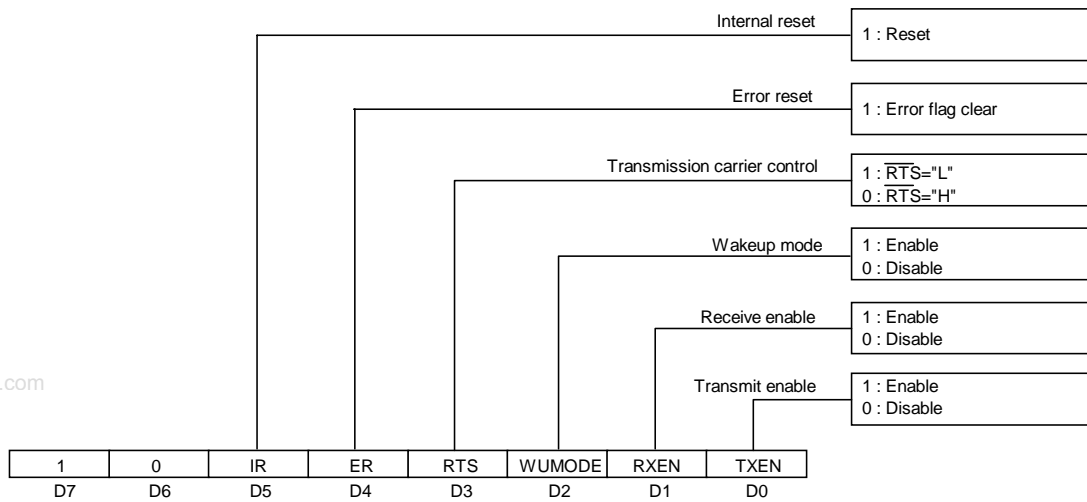 Internal reset
1 : Reset
Error reset
1 : Error flag clear
Transmission carrier control
1 : R̅T̅S̅="L"
0 : R̅T̅S̅="H"
Wakeup mode
1 : Enable
0 : Disable
Receive enable
1 : Enable
0 : Disable
.com
Transmit enable
1 : Enable
0 : Disable
1 0 IR ER RTS WUMODE RXEN TXEN
D7 D6 D5 D4 D3 D2 D1 D0